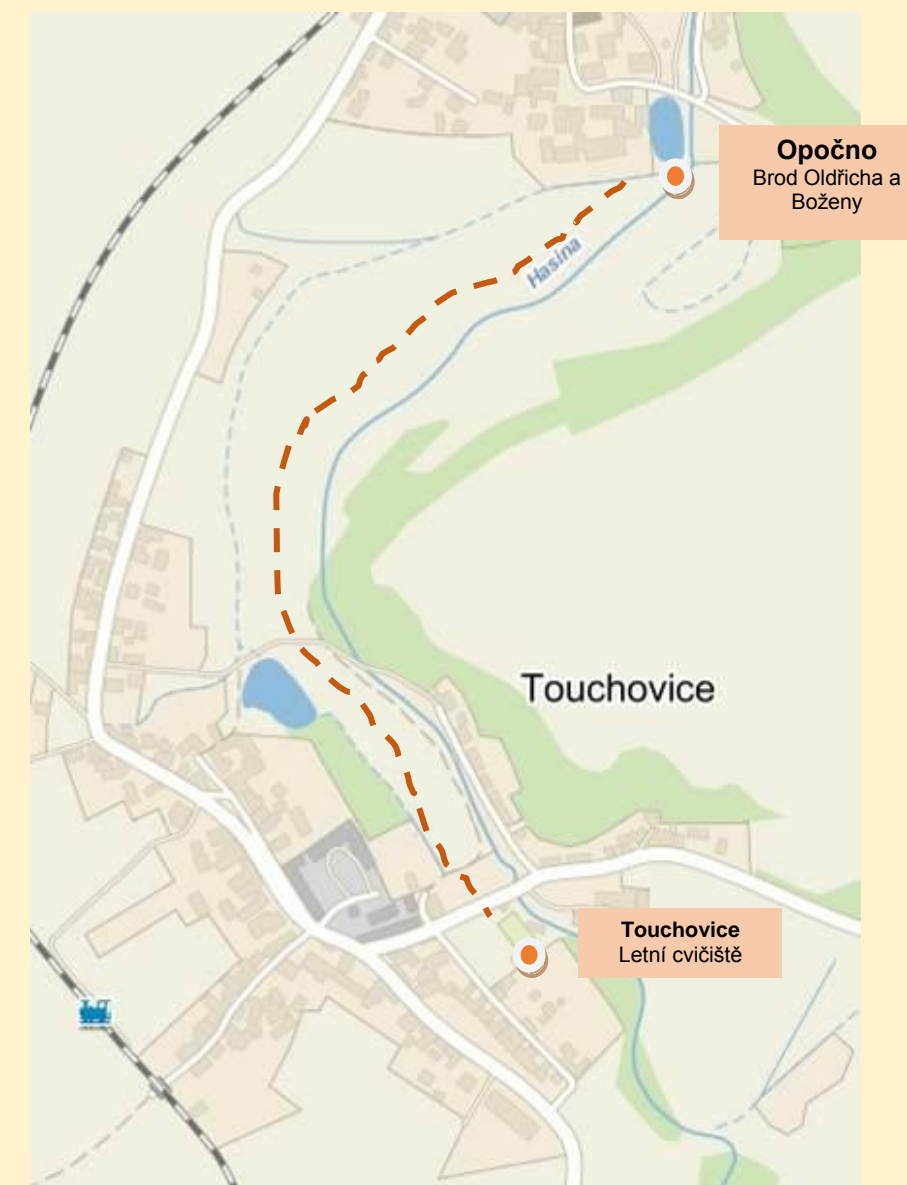 Opočno
Brod Oldřicha a
Boženy
Hasina
Touchovice
Touchovice
Letní cvičiště